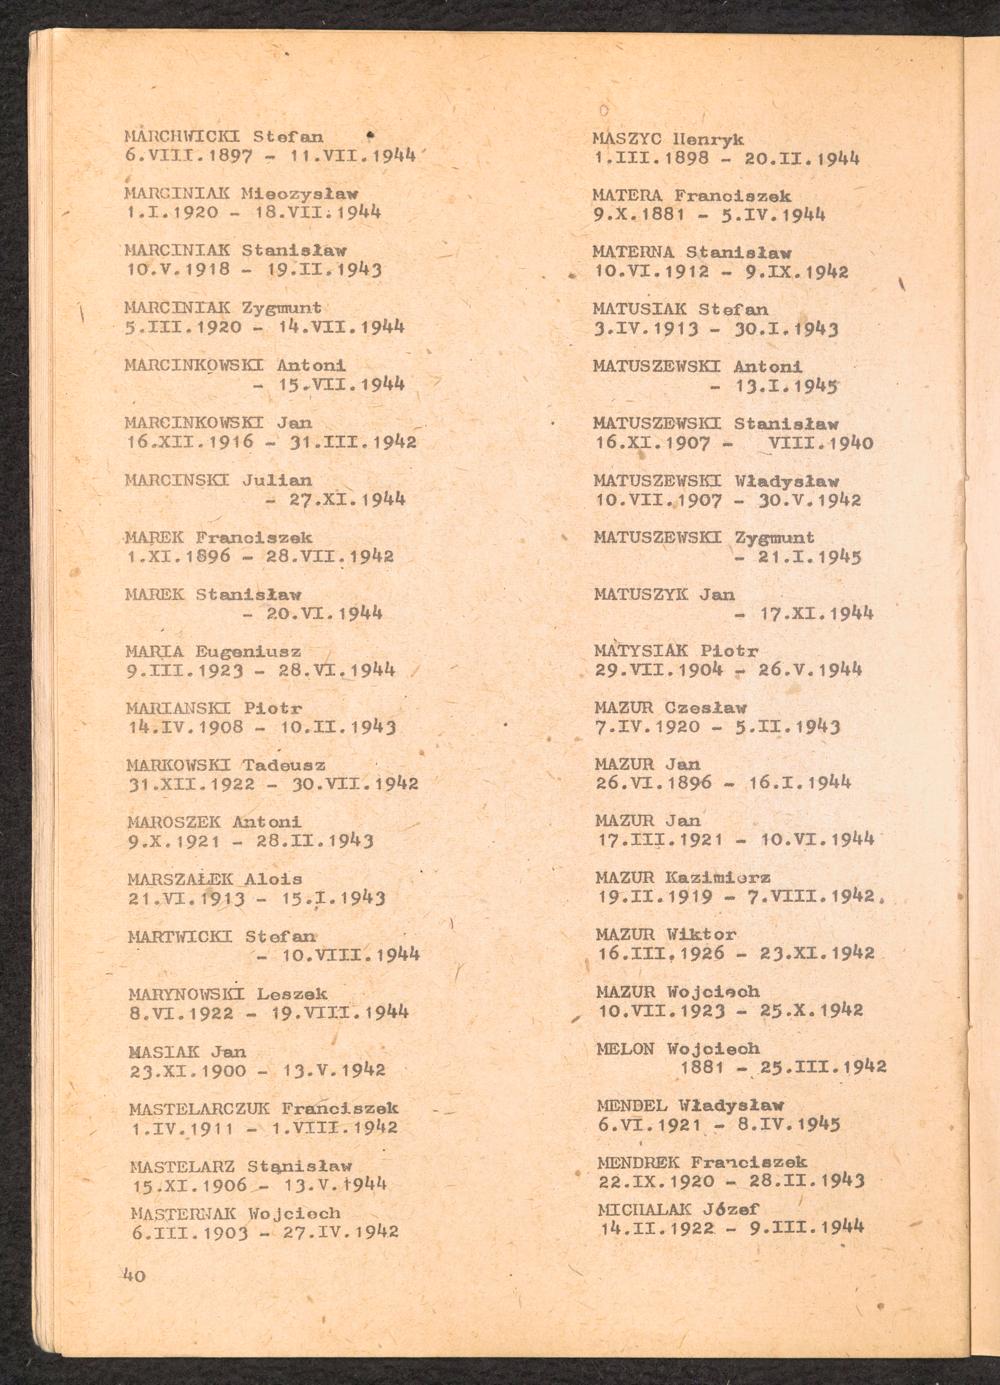 MARCHWICKI Stefan
6.VIII.1897 - 11.VII.1944
MARCINIAK Mieczysław
1.I.1920 - 18.VII.1944
MARCINIAK Stanisław
10.V.1918 - 19.II.1943
MARCINIAK Zygmunt
5.III.1920 - 14.VII.1944
MARCINKOWSKI Antoni
- 15.VII.1944
MARCINKOWSKI Jan
16.XII.1916 - 31.III.1942
MARCINSKI Julian
- 27.XI.1944
MAREK Franciszek
1.XI.1896 - 28.VII.1942
MAREK Stanisław
- 20.VI.1944
MARIA Eugeniusz
9.III.1923 - 28.VI.1944
MARIANSKI Piotr
14.IV.1908 - 10.II.1943
MARKOWSKI Tadeusz
31.XII.1922 - 30.VII.1942
MAROSZEK Antoni
9.X.1921 - 28.II.1943
MARSZAŁEK Alois
21.VI.1913 - 15.I.1943
MARTWICKI Stefan
- 10.VIII.1944
MARYNOWSKI Leszek
8.VI.1922 - 19.VIII.1944
MASIAK Jan
23.XI.1900 - 13.V.1942
MASTELARCZUK Franciszek
1.IV.1911 - 1.VIII.1942
MASTELARZ Stanisław
15.XI.1906 - 13.V.1944
MASTERNAK Wojciech
6.III.1903 - 27.IV.1942
40
MASZYC Henryk
1.III.1898 - 20.II.1944
MATERA Franciszek
9.X.1881 - 5.IV.1944
MATERNA Stanisław
10.VI.1912 - 9.IX.1942
MATUSIAK Stefan
3.IV.1913 - 30.I.1943
MATUSZEWSKI Antoni
- 13.I.1945
MATUSZEWSKI Stanisław
16.XI.1907 - VIII.1940
MATUSZEWSKI Władysław
10.VII.1907 - 30.V.1942
MATUSZEWSKI Zygmunt
- 21.I.1945
MATUSZYK Jan
- 17.XI.1944
MATYSIAK Piotr
29.VII.1904 - 26.V.1944
MAZUR Czesław
7.IV.1920 - 5.II.1943
MAZUR Jan
26.VI.1896 - 16.I.1944
MAZUR Jan
17.III.1921 - 10.VI.1944
MAZUR Kazimierz
19.II.1919 - 7.VIII.1942.
MAZUR Wiktor
16.III.1926 - 23.XI.1942
MAZUR Wojciech
10.VII.1923 - 25.X.1942
MELON Wojciech
1881 - 25.III.1942
MENDEL Władysław
6.VI.1921 - 8.IV.1945
MENDREK Franciszek
22.IX.1920 - 28.II.1943
MICHALAK Józef
14.II.1922 - 9.III.1944